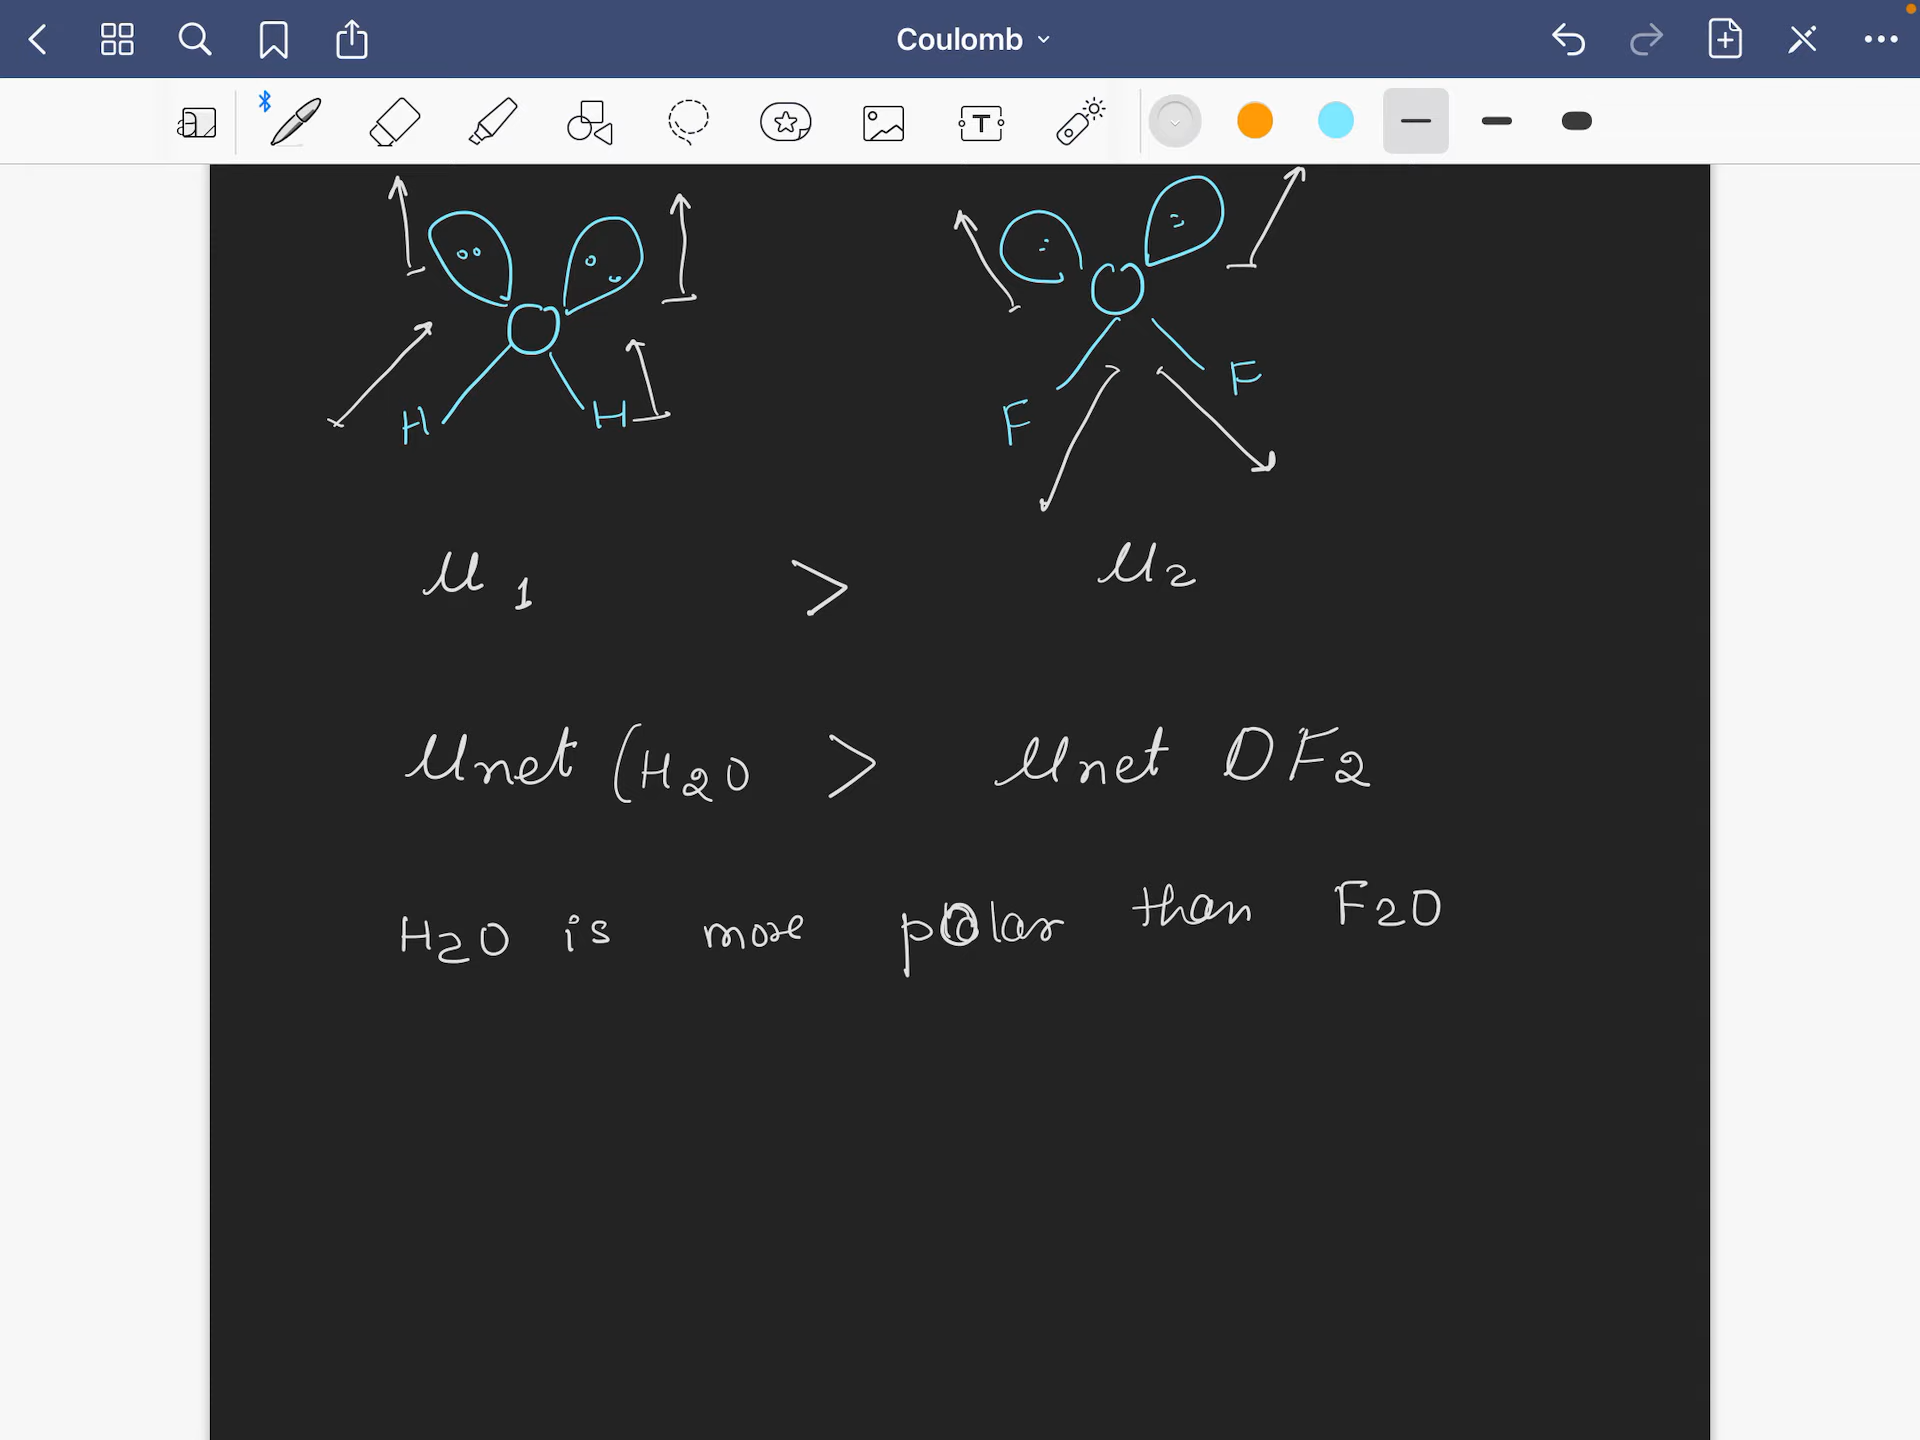 Coulomb
T
O
H H
O
F F
μ1 > μ2
μnet (H2O > μnet OF2
H2O is more polar than F2O